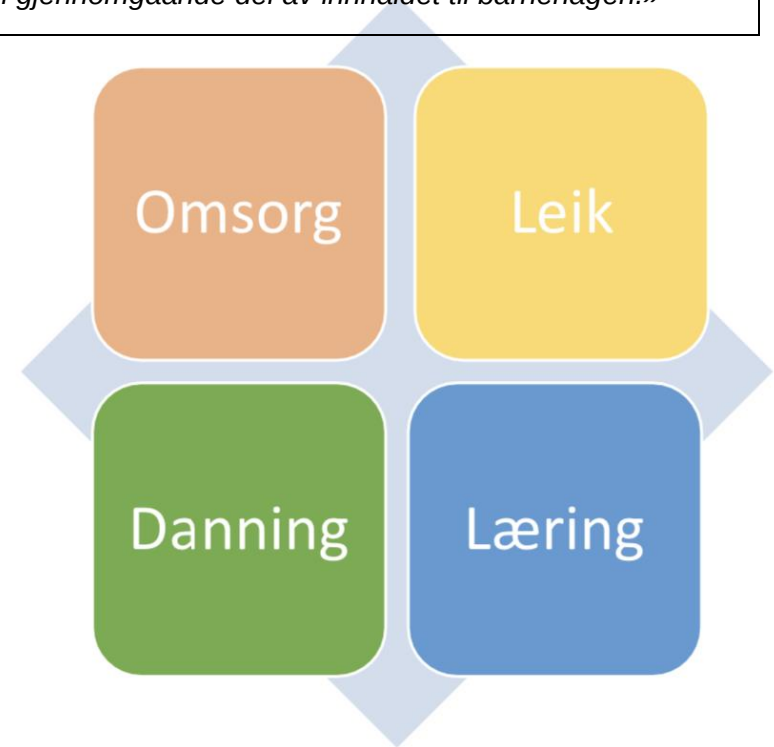 gjennomgåande del av innhaldet til barnehagen.»
Omsorg
Leik
Danning
Læring